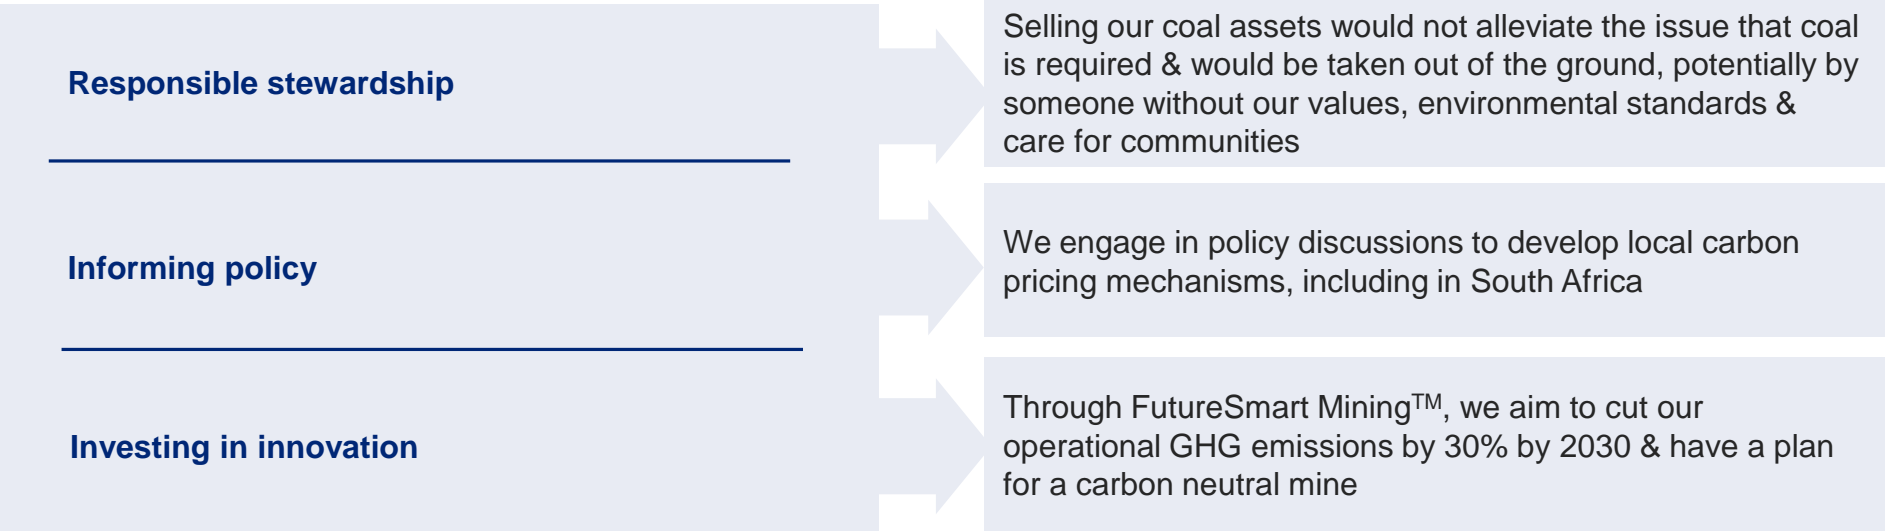 Responsible stewardship
Selling our coal assets would not alleviate the issue that coal
is required & would be taken out of the ground, potentially by
someone without our values, environmental standards &
care for communities
Informing policy
We engage in policy discussions to develop local carbon
pricing mechanisms, including in South Africa
Investing in innovation
Through FutureSmart Mining™, we aim to cut our
operational GHG emissions by 30% by 2030 & have a plan
for a carbon neutral mine